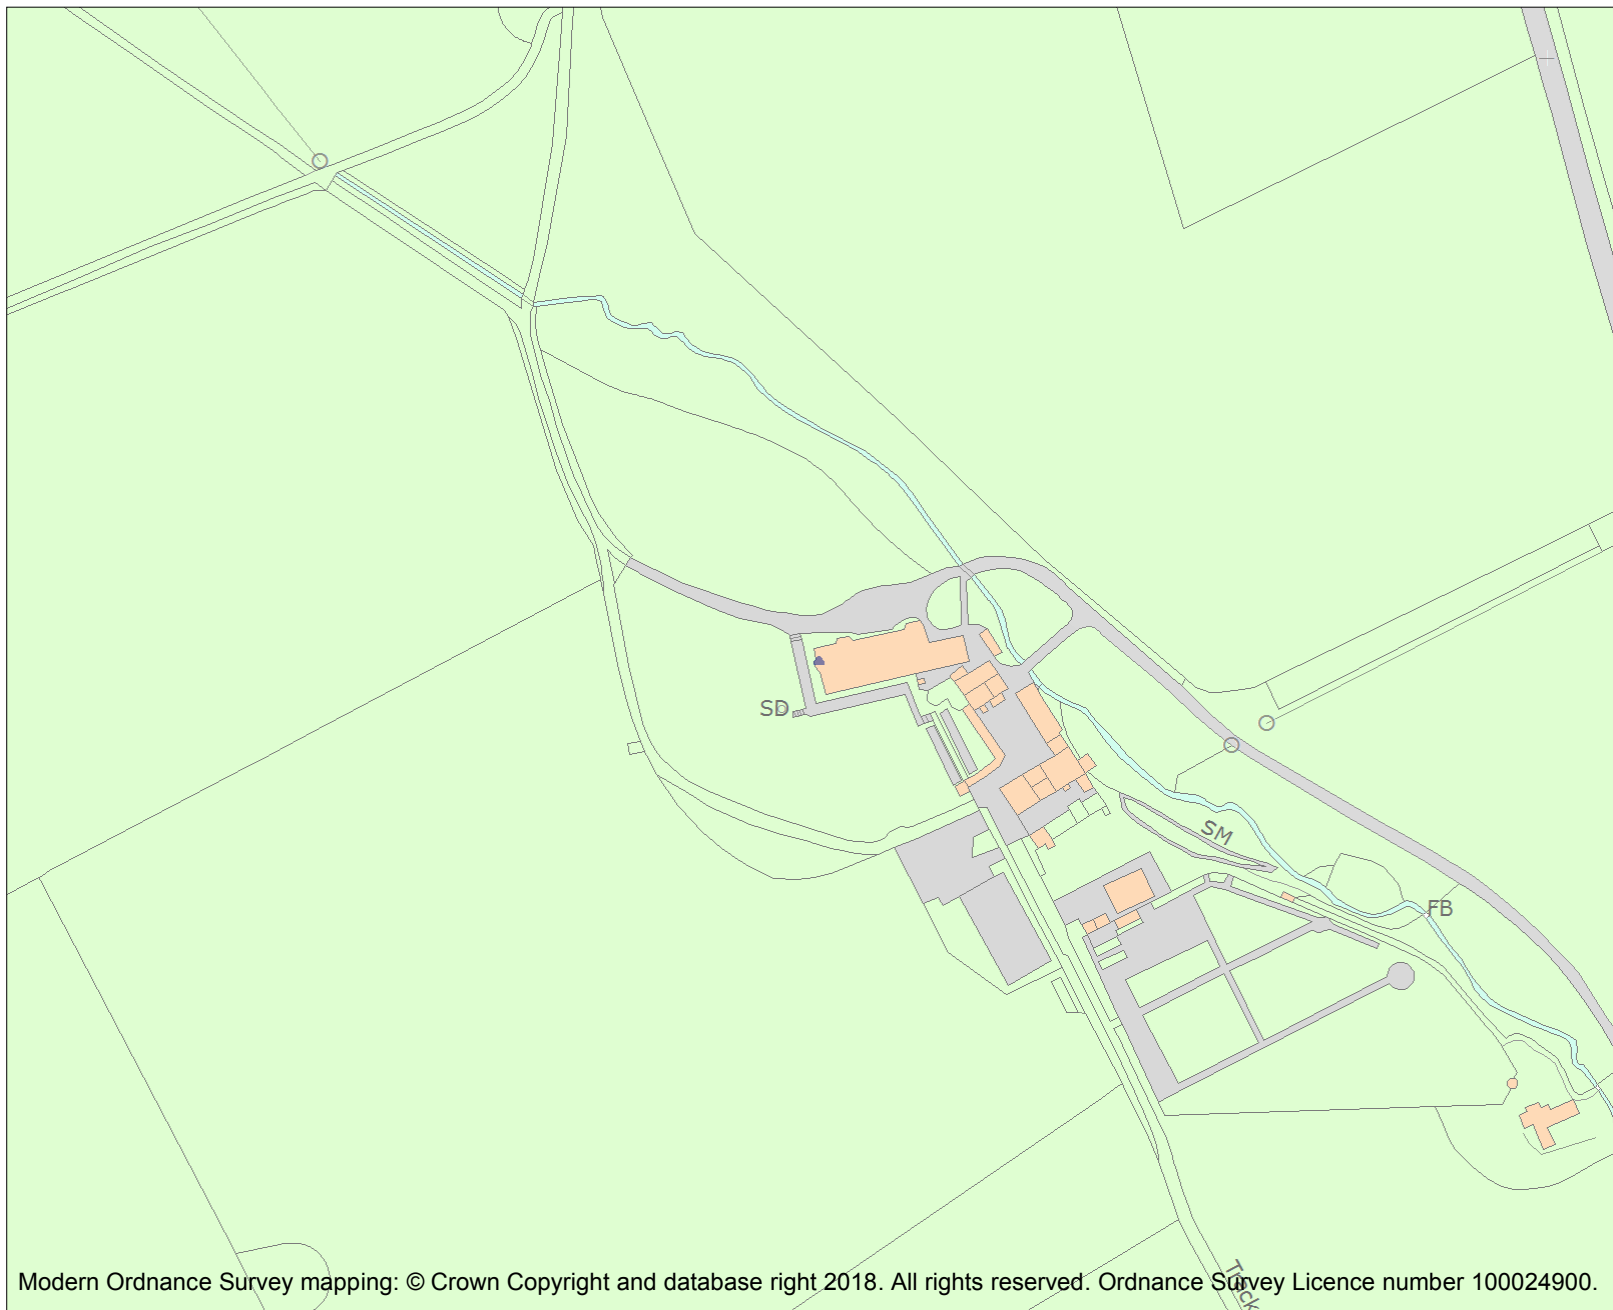 SD
SM
FB
Track
Modern Ordnance Survey mapping: © Crown Copyright and database right 2018. All rights reserved. Ordnance Survey Licence number 100024900.